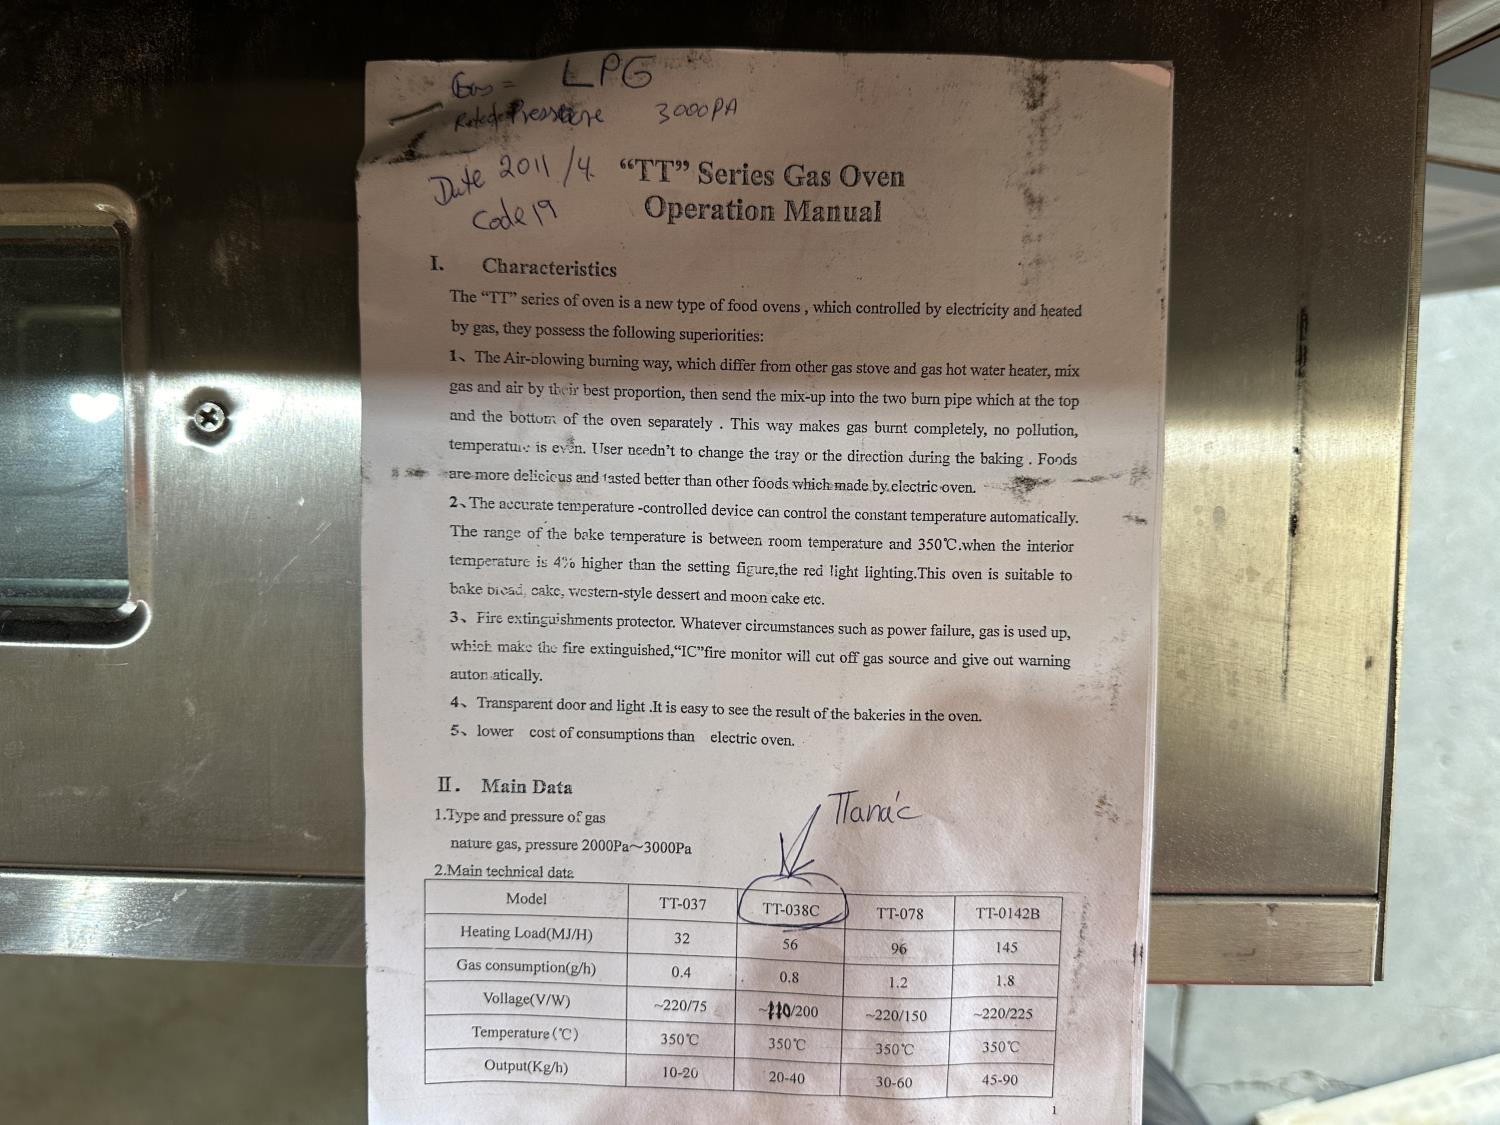 Gas = LPG
Rated Pressure 3000PA
Date 2011/4.
Code 19
“TT” Series Gas Oven
Operation Manual
I. Characteristics
The “TT” series of oven is a new type of food ovens , which controlled by electricity and heated
by gas, they possess the following superiorities:
1、The Air-blowing burning way, which differ from other gas stove and gas hot water heater, mix
gas and air by their best proportion, then send the mix-up into the two burn pipe which at the top
and the bottom of the oven separately . This way makes gas burnt completely, no pollution,
temperature is even. User needn’t to change the tray or the direction during the baking . Foods
are more delicious and tasted better than other foods which made by electric oven.
2、The accurate temperature -controlled device can control the constant temperature automatically.
The range of the bake temperature is between room temperature and 350℃.when the interior
temperature is 4% higher than the setting figure,the red light lighting.This oven is suitable to
bake bread, cake, western-style dessert and moon cake etc.
3、Fire extinguishments protector. Whatever circumstances such as power failure, gas is used up,
which make the fire extinguished,“IC”fire monitor will cut off gas source and give out warning
automatically.
4、Transparent door and light .It is easy to see the result of the bakeries in the oven.
5、lower cost of consumptions than electric oven.
II. Main Data
1.Type and pressure of gas
nature gas, pressure 2000Pa～3000Pa
2.Main technical data
Model TT-037 TT-038C TT-078 TT-0142B
Heating Load(MJ/H) 32 56 96 145
Gas consumption(g/h) 0.4 0.8 1.2 1.8
Vollage(V/W) ~220/75 ~110/200 ~220/150 ~220/225
Temperature (℃) 350℃ 350℃ 350℃ 350℃
Output(Kg/h) 10-20 20-40 30-60 45-90
1